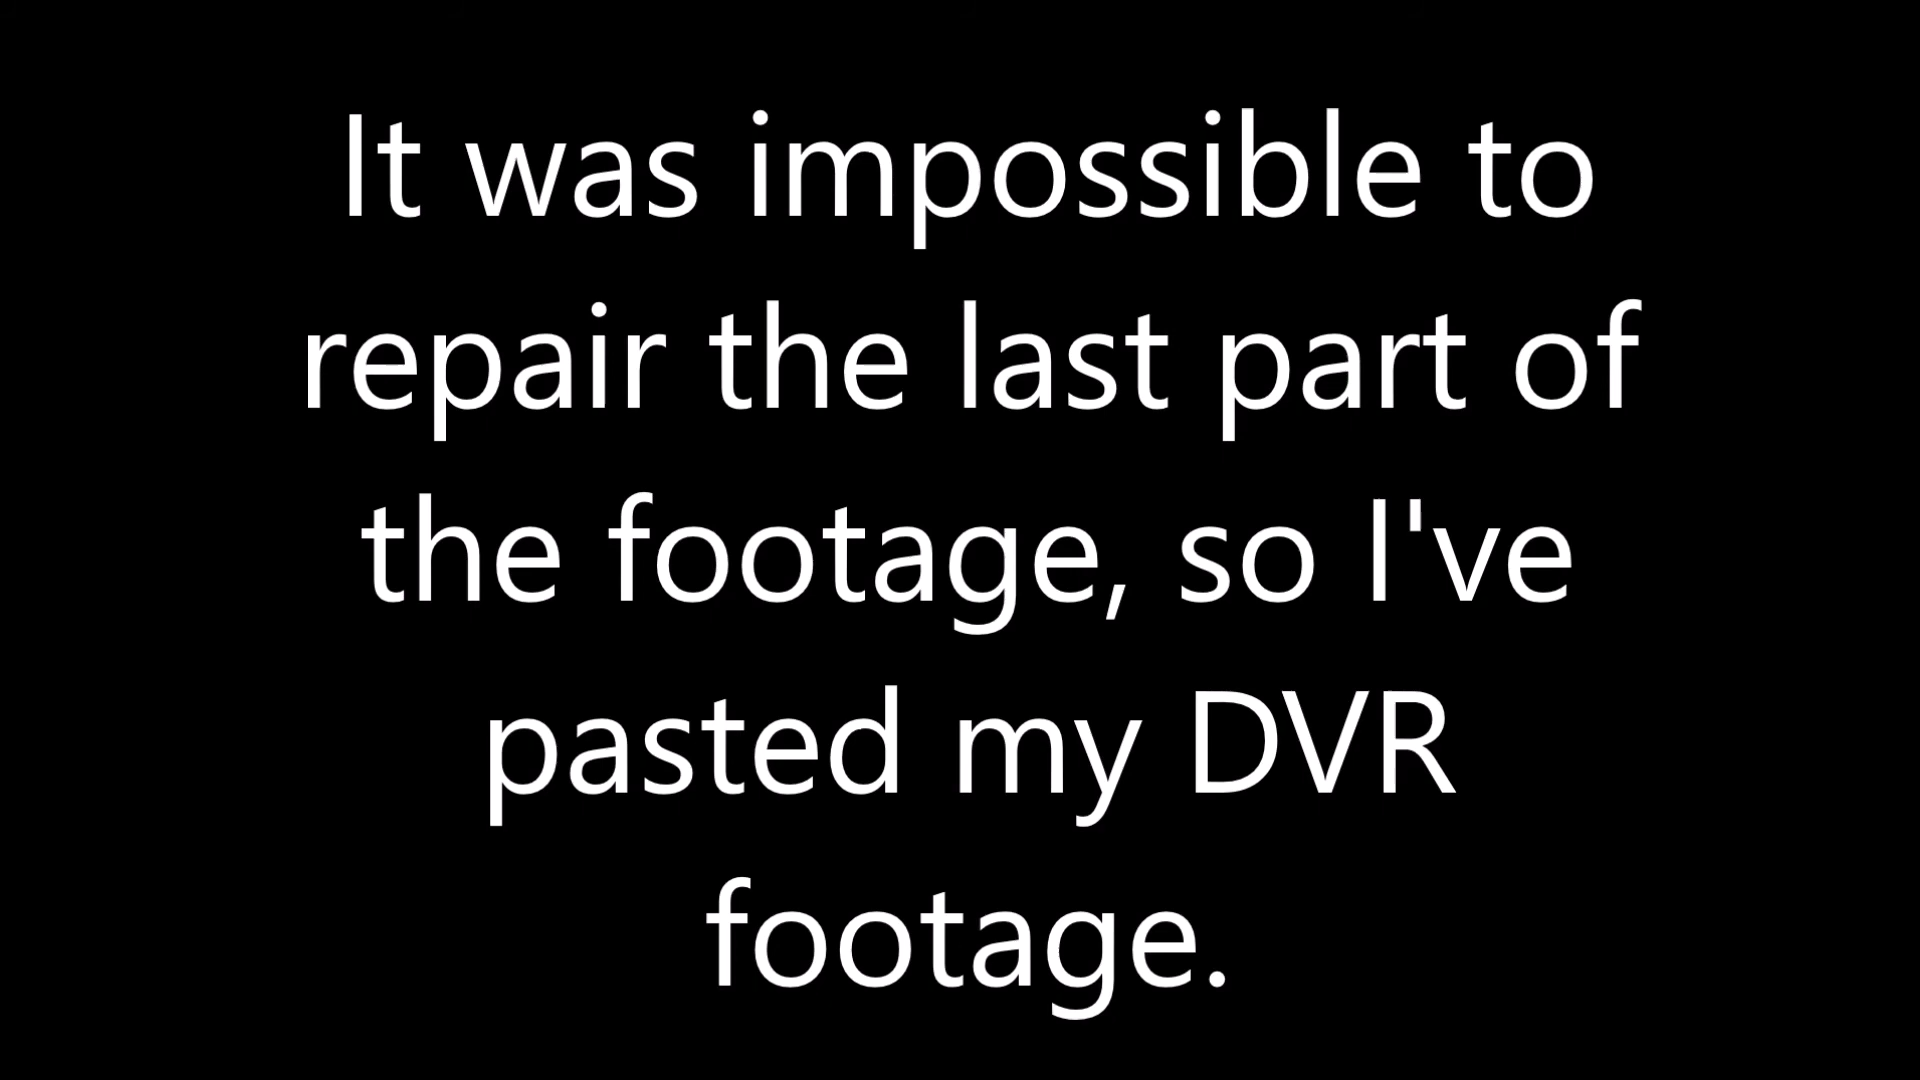 It was impossible to
repair the last part of
the footage, so I've
pasted my DVR
footage.